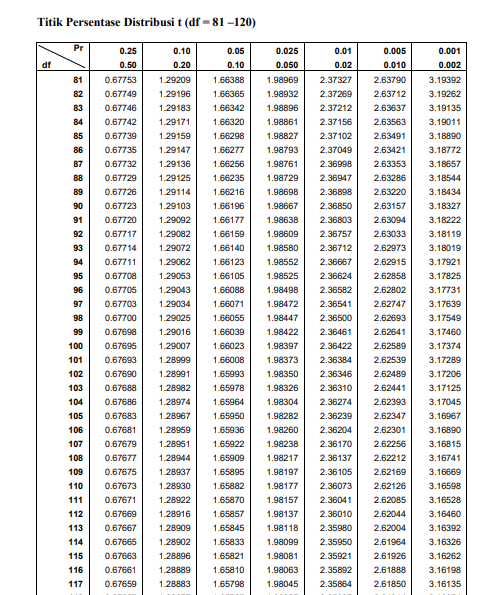 Titik Persentase Distribusi t (df = 81 –120)
Pr 0.25 0.10 0.05 0.025 0.01 0.005 0.001
df 0.50 0.20 0.10 0.050 0.02 0.010 0.002
81 0.67753 1.29209 1.66388 1.98969 2.37327 2.63790 3.19392
82 0.67749 1.29196 1.66365 1.98932 2.37269 2.63712 3.19262
83 0.67746 1.29183 1.66342 1.98896 2.37212 2.63637 3.19135
84 0.67742 1.29171 1.66320 1.98861 2.37156 2.63563 3.19011
85 0.67739 1.29159 1.66298 1.98827 2.37102 2.63491 3.18890
86 0.67735 1.29147 1.66277 1.98793 2.37049 2.63421 3.18772
87 0.67732 1.29136 1.66256 1.98761 2.36998 2.63353 3.18657
88 0.67729 1.29125 1.66235 1.98729 2.36947 2.63286 3.18544
89 0.67726 1.29114 1.66216 1.98698 2.36898 2.63220 3.18434
90 0.67723 1.29103 1.66196 1.98667 2.36850 2.63157 3.18327
91 0.67720 1.29092 1.66177 1.98638 2.36803 2.63094 3.18222
92 0.67717 1.29082 1.66159 1.98609 2.36757 2.63033 3.18119
93 0.67714 1.29072 1.66140 1.98580 2.36712 2.62973 3.18019
94 0.67711 1.29062 1.66123 1.98552 2.36667 2.62915 3.17921
95 0.67708 1.29053 1.66105 1.98525 2.36624 2.62858 3.17825
96 0.67705 1.29043 1.66088 1.98498 2.36582 2.62802 3.17731
97 0.67703 1.29034 1.66071 1.98472 2.36541 2.62747 3.17639
98 0.67700 1.29025 1.66055 1.98447 2.36500 2.62693 3.17549
99 0.67698 1.29016 1.66039 1.98422 2.36461 2.62641 3.17460
100 0.67695 1.29007 1.66023 1.98397 2.36422 2.62589 3.17374
101 0.67693 1.28999 1.66008 1.98373 2.36384 2.62539 3.17289
102 0.67690 1.28991 1.65993 1.98350 2.36346 2.62489 3.17206
103 0.67688 1.28982 1.65978 1.98326 2.36310 2.62441 3.17125
104 0.67686 1.28974 1.65964 1.98304 2.36274 2.62393 3.17045
105 0.67683 1.28967 1.65950 1.98282 2.36239 2.62347 3.16967
106 0.67681 1.28959 1.65936 1.98260 2.36204 2.62301 3.16890
107 0.67679 1.28951 1.65922 1.98238 2.36170 2.62256 3.16815
108 0.67677 1.28944 1.65909 1.98217 2.36137 2.62212 3.16741
109 0.67675 1.28937 1.65895 1.98197 2.36105 2.62169 3.16669
110 0.67673 1.28930 1.65882 1.98177 2.36073 2.62126 3.16598
111 0.67671 1.28922 1.65870 1.98157 2.36041 2.62085 3.16528
112 0.67669 1.28916 1.65857 1.98137 2.36010 2.62044 3.16460
113 0.67667 1.28909 1.65845 1.98118 2.35980 2.62004 3.16392
114 0.67665 1.28902 1.65833 1.98099 2.35950 2.61964 3.16326
115 0.67663 1.28896 1.65821 1.98081 2.35921 2.61926 3.16262
116 0.67661 1.28889 1.65810 1.98063 2.35892 2.61888 3.16198
117 0.67659 1.28883 1.65798 1.98045 2.35864 2.61850 3.16135